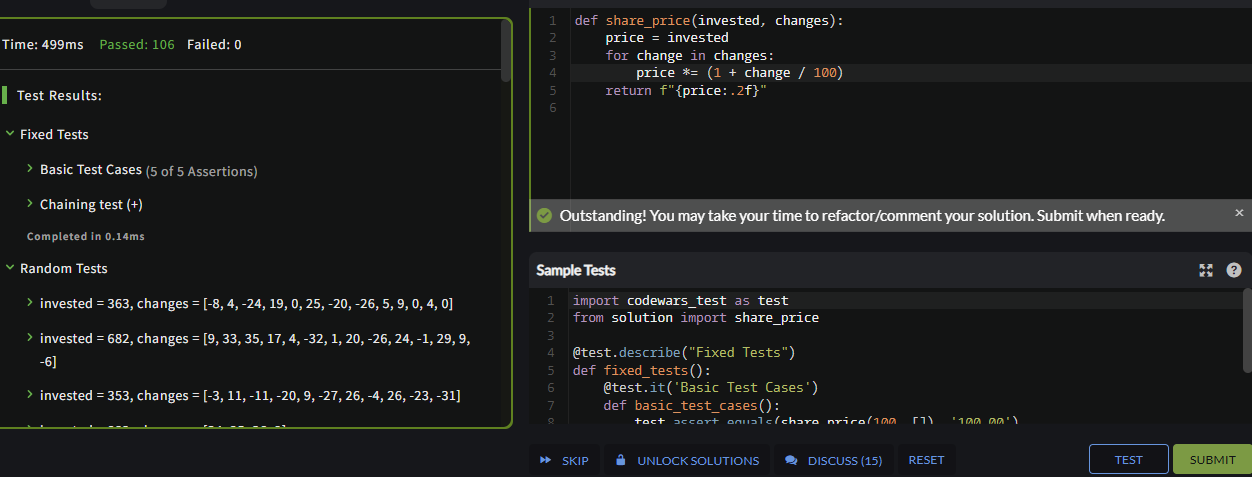 Time: 499ms Passed: 106 Failed: 0
Test Results:
Fixed Tests
Basic Test Cases (5 of 5 Assertions)
Chaining test (+)
Completed in 0.14ms
Random Tests
invested = 363, changes = [-8, 4, -24, 19, 0, 25, -20, -26, 5, 9, 0, 4, 0]
invested = 682, changes = [9, 33, 35, 17, 4, -32, 1, 20, -26, 24, -1, 29, 9,
-6]
invested = 353, changes = [-3, 11, -11, -20, 9, -27, 26, -4, 26, -23, -31]
1 def share_price(invested, changes):
2 price = invested
3 for change in changes:
4 price *= (1 + change / 100)
5 return f"{price:.2f}"
6
Outstanding! You may take your time to refactor/comment your solution. Submit when ready.
Sample Tests
1 import codewars_test as test
2 from solution import share_price
3
4 @test.describe("Fixed Tests")
5 def fixed_tests():
6 @test.it('Basic Test Cases')
7 def basic_test_cases():
8 test.assert_equals(share_price(100, []), '100.00')
SKIP
UNLOCK SOLUTIONS
DISCUSS (15)
RESET
TEST
SUBMIT